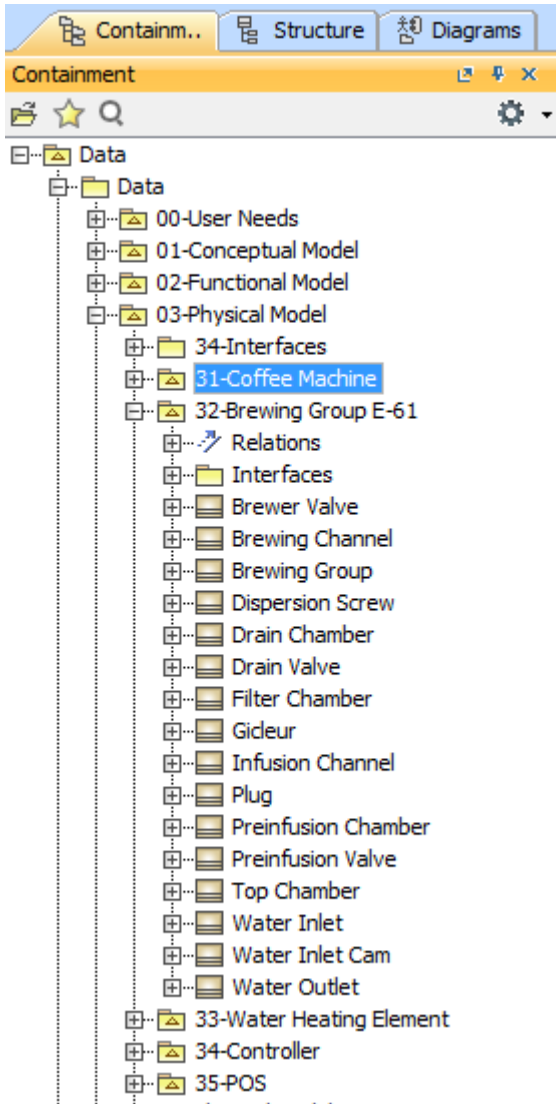 Containm.. Structure Diagrams
Containment
Data
Data
00-User Needs
01-Conceptual Model
02-Functional Model
03-Physical Model
34-Interfaces
31-Coffee Machine
32-Brewing Group E-61
Relations
Interfaces
Brewer Valve
Brewing Channel
Brewing Group
Dispersion Screw
Drain Chamber
Drain Valve
Filter Chamber
Gicleur
Infusion Channel
Plug
Preinfusion Chamber
Preinfusion Valve
Top Chamber
Water Inlet
Water Inlet Cam
Water Outlet
33-Water Heating Element
34-Controller
35-POS